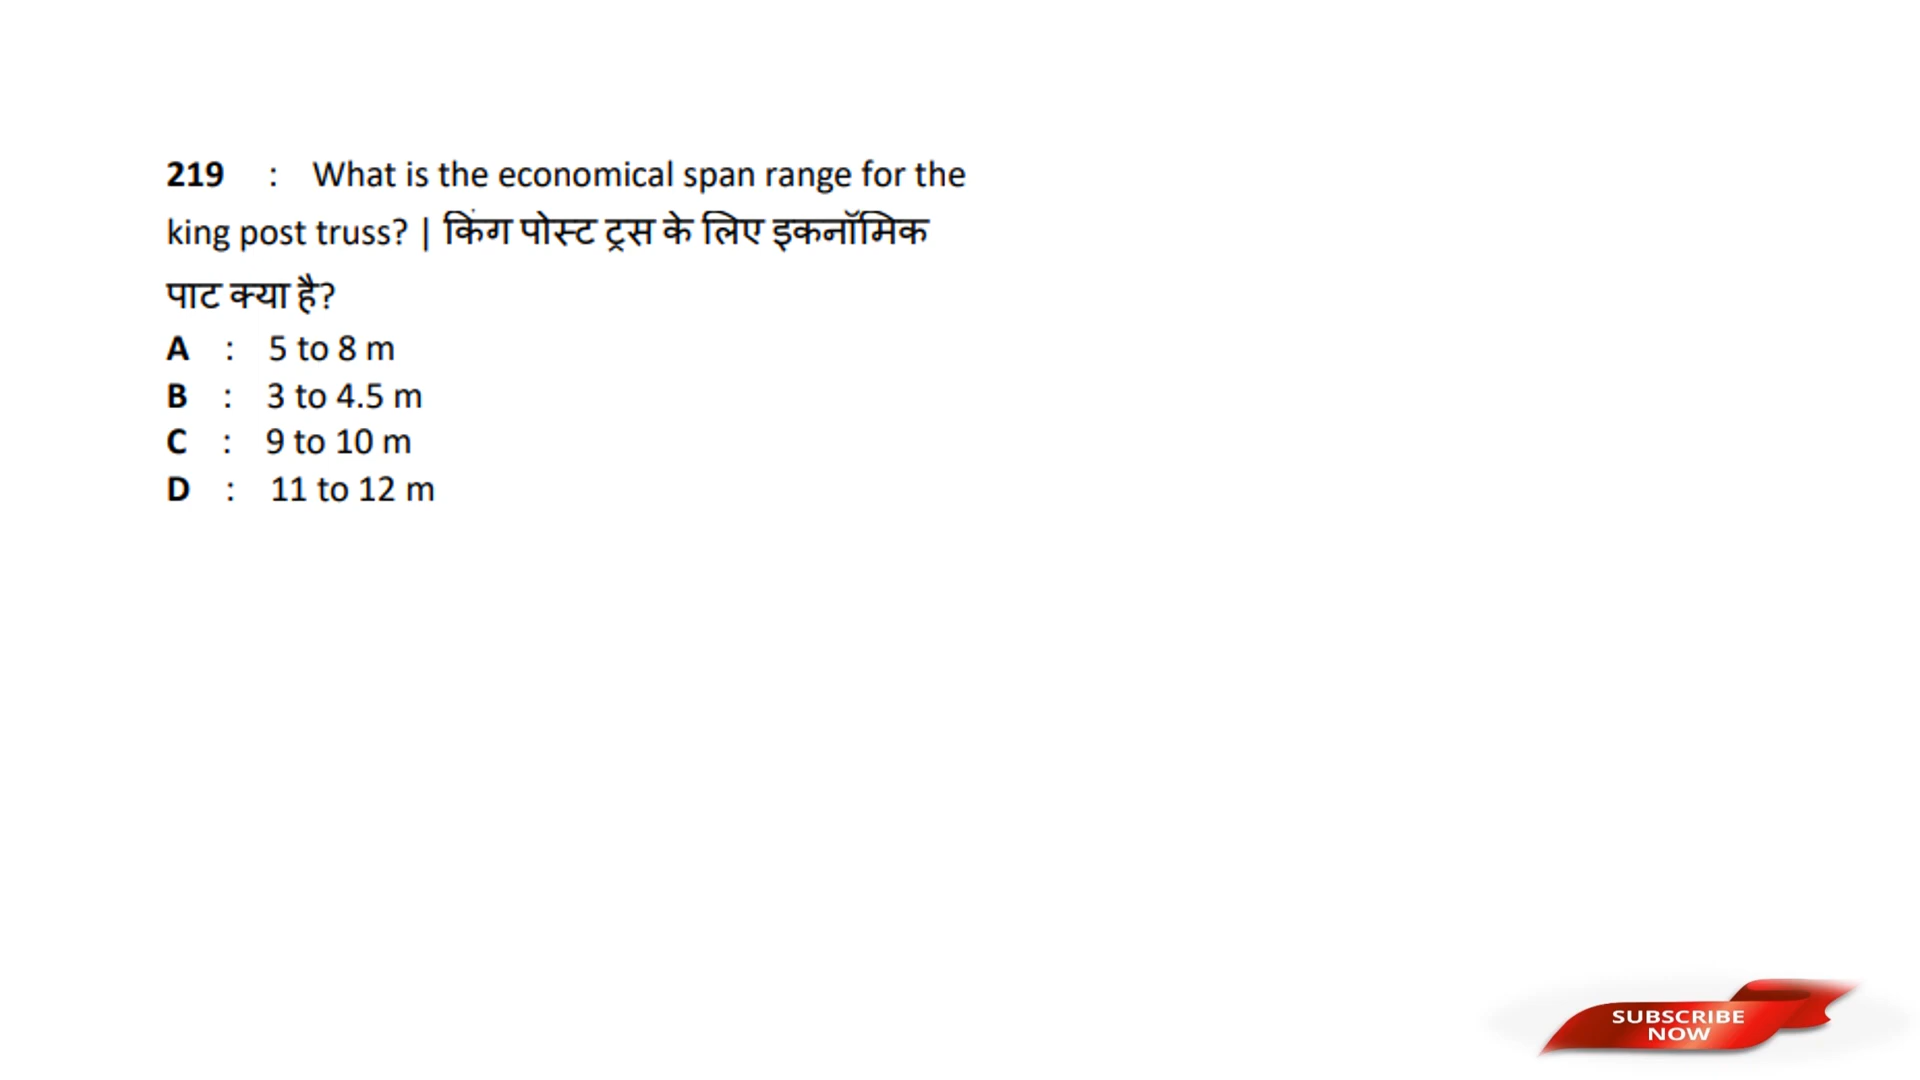 219 : What is the economical span range for the
king post truss? | किंग पोस्ट ट्रस के लिए इकनॉमिक
पाट क्या है?
A : 5 to 8 m
B : 3 to 4.5 m
C : 9 to 10 m
D : 11 to 12 m
SUBSCRIBE
NOW